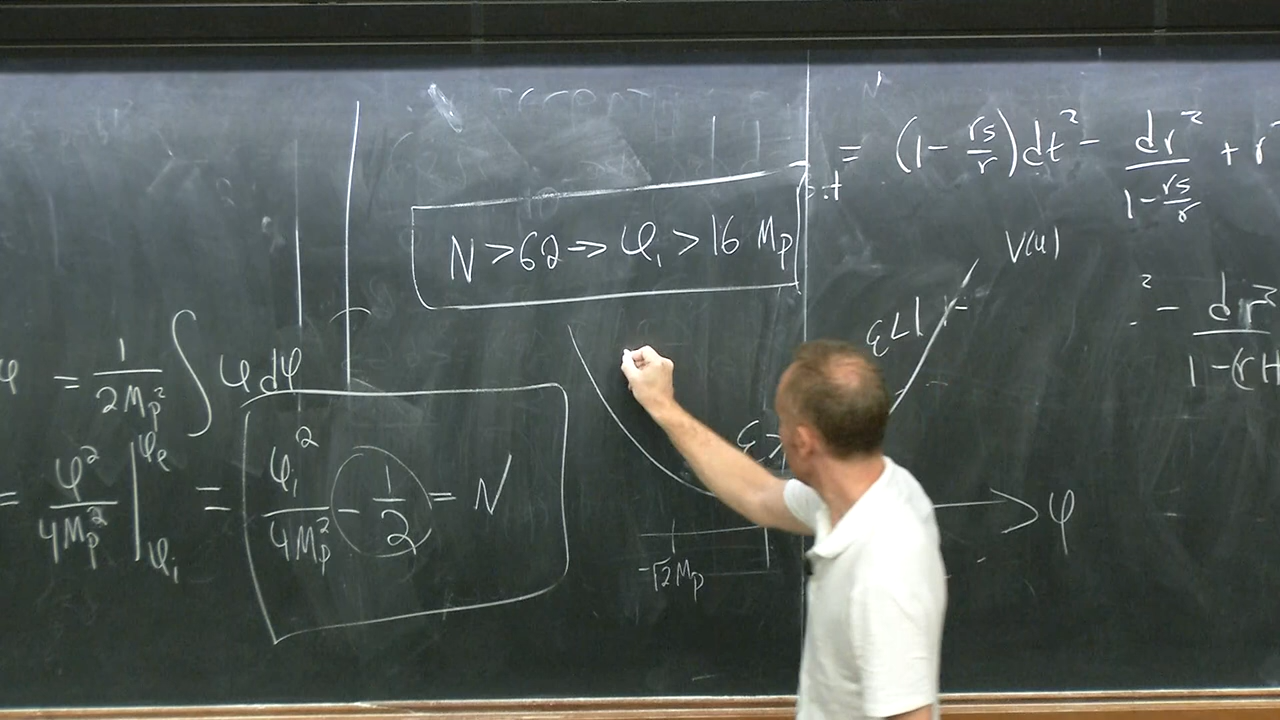 N > 62 → φᵢ > 16 Mₚ
φ = 1/(2Mₚ²) ∫ φ dφ
= φ²/(4Mₚ²) |φₑ φᵢ = φᵢ²/(4Mₚ²) - 1/2 = N
= (1 - rs/r) dt² - dr²/(1 - rs/r) + r²
V(φ)
ε < 1
² - dr²/(1 - (rH
ε >
φ
-√2 Mₚ